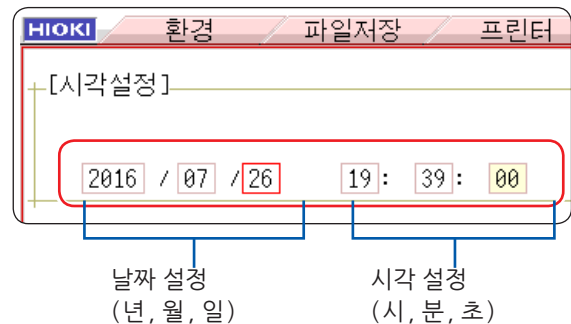 HIOKI 환경 파일저장 프린터
[시각설정]
2016 / 07 / 26 19: 39: 00
날짜 설정 시각 설정
(년, 월, 일) (시, 분, 초)